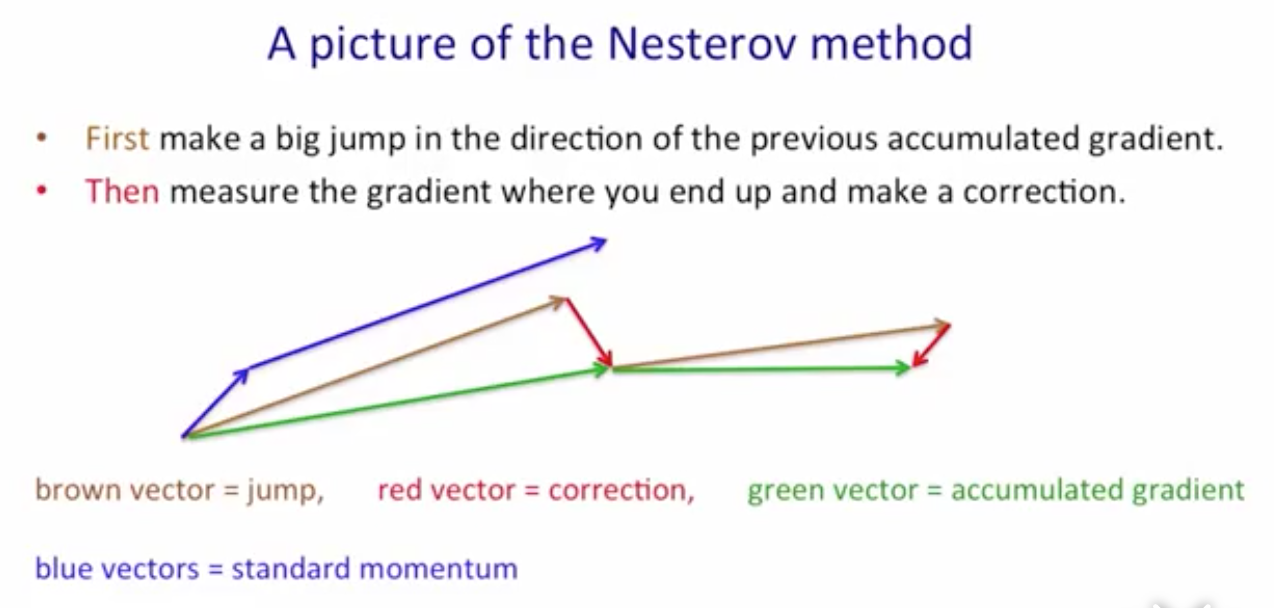 A picture of the Nesterov method
• First make a big jump in the direction of the previous accumulated gradient.
• Then measure the gradient where you end up and make a correction.
brown vector = jump, red vector = correction, green vector = accumulated gradient
blue vectors = standard momentum